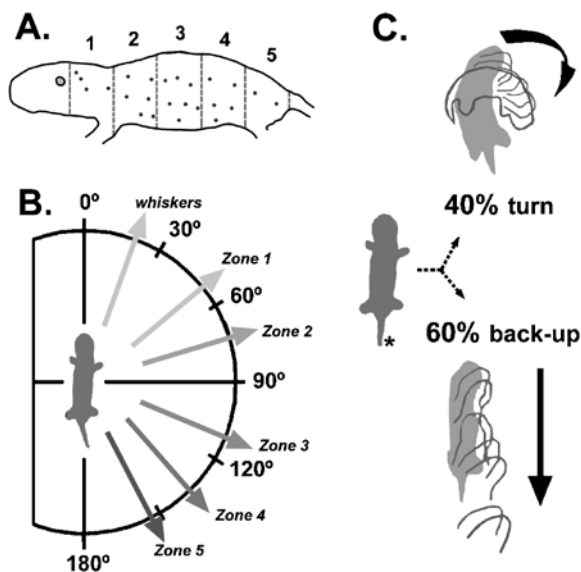 A.
1 2 3 4 5
B.
0º
whiskers
30º
Zone 1
60º
Zone 2
90º
Zone 3
120º
Zone 4
Zone 5
180º
C.
40% turn
*
60% back-up